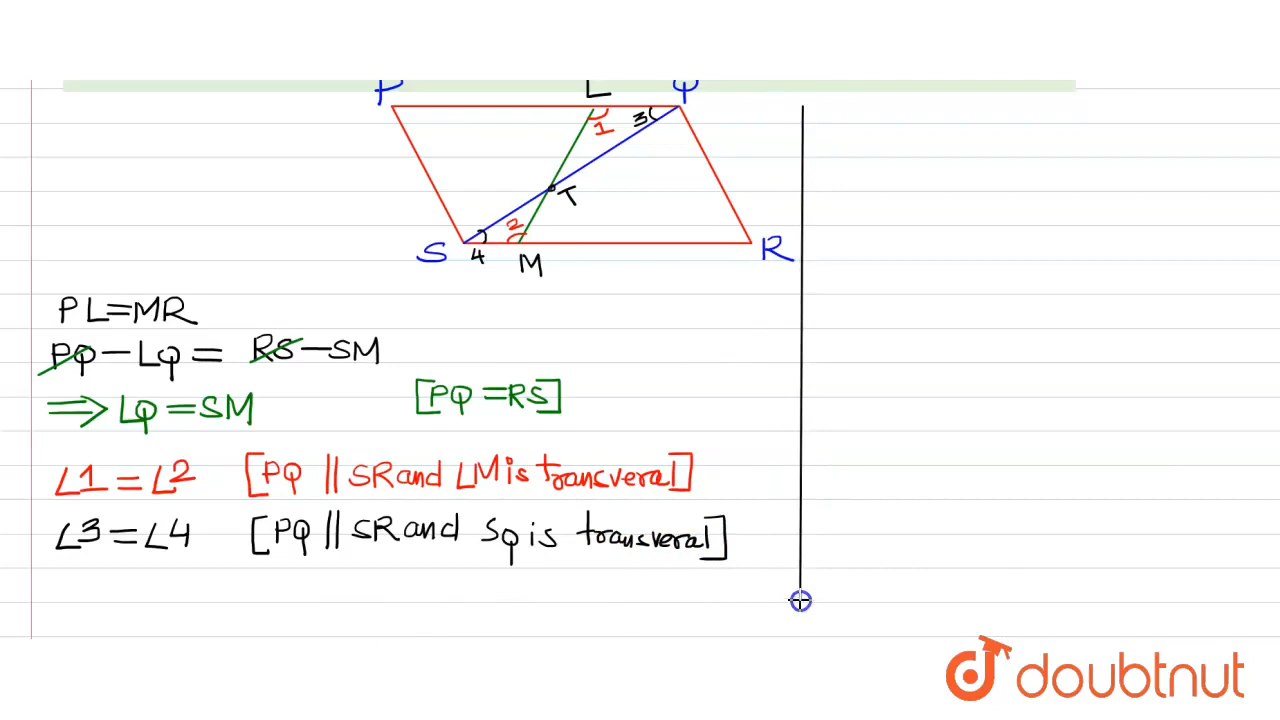 P L Q
1 3
T
2
S 4 M R
PL=MR
PQ-LQ= RS-SM
⇒ LQ=SM [PQ=RS]
∠1=∠2 [PQ || SR and LM is transveral]
∠3=∠4 [PQ || SR and SQ is transveral]
doubtnut